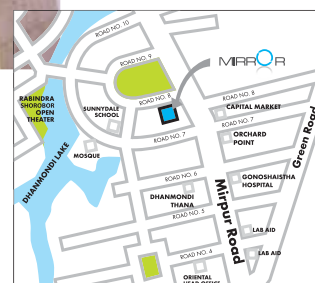 ROAD NO. 10
ROAD NO. 9
MIRROR
ROAD NO. 8
ROAD NO. 8
RABINDRA
SHOROBOR
OPEN
THEATER
SUNNYDALE
SCHOOL
CAPITAL MARKET
ROAD NO. 7
ROAD NO. 7
ORCHARD
POINT
Green Road
MOSQUE
DHANMONDI LAKE
ROAD NO. 6
GONOSHAISTHA
HOSPITAL
DHANMONDI
THANA
Mirpur Road
ROAD NO. 5
LAB AID
ROAD NO. 4
LAB AID
ORIENTAL
HEAD OFFICE